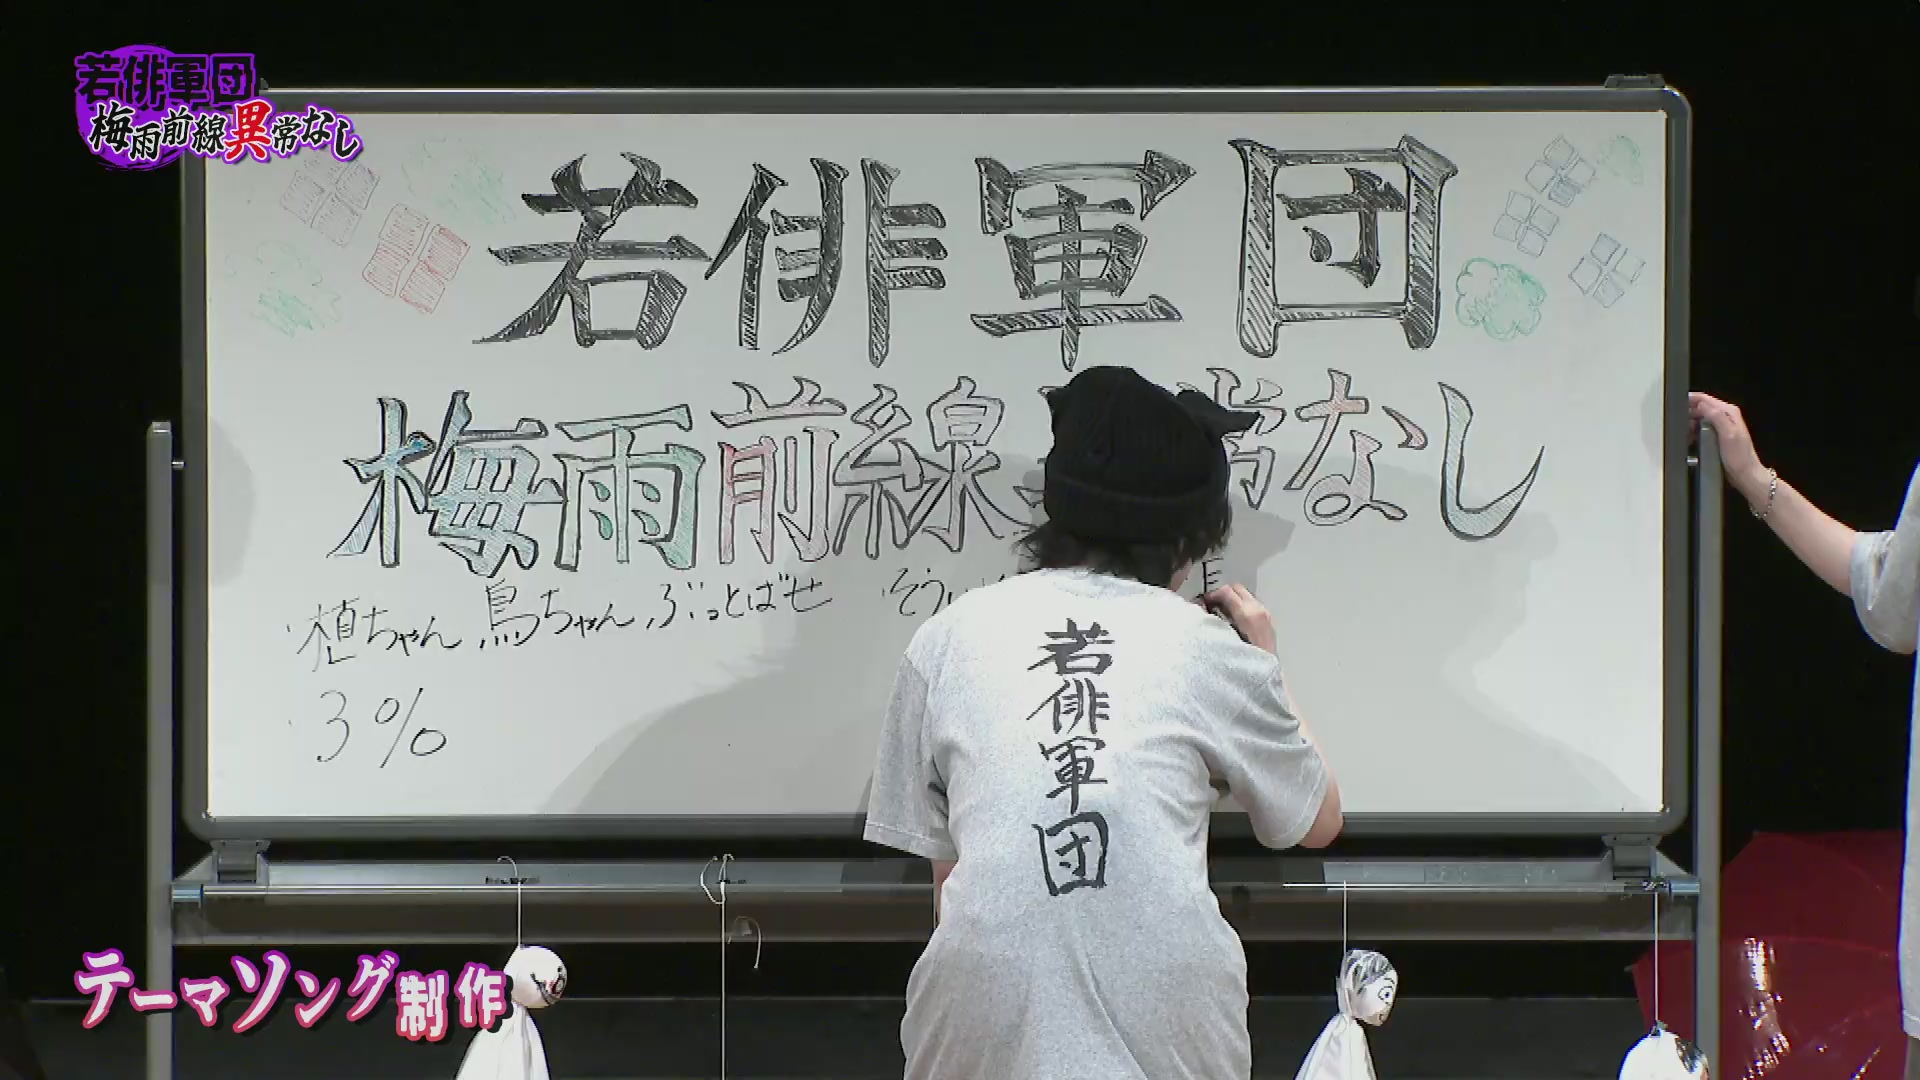 若俳軍団
梅雨前線異常なし
若俳軍団
梅雨前線 常なし
植ちゃん、鳥ちゃん、ぶっとばせ そう
3%
若俳軍団
テーマソング制作